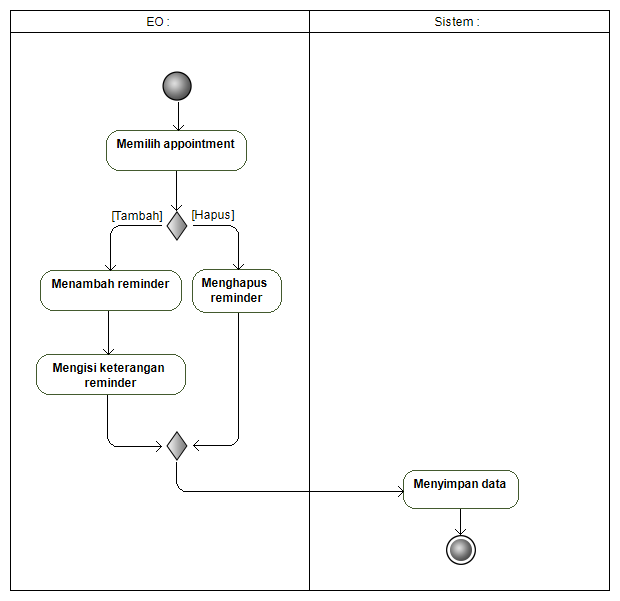 EO :
Sistem :
Memilih appointment
[Tambah]
[Hapus]
Menambah reminder
Menghapus
reminder
Mengisi keterangan
reminder
Menyimpan data